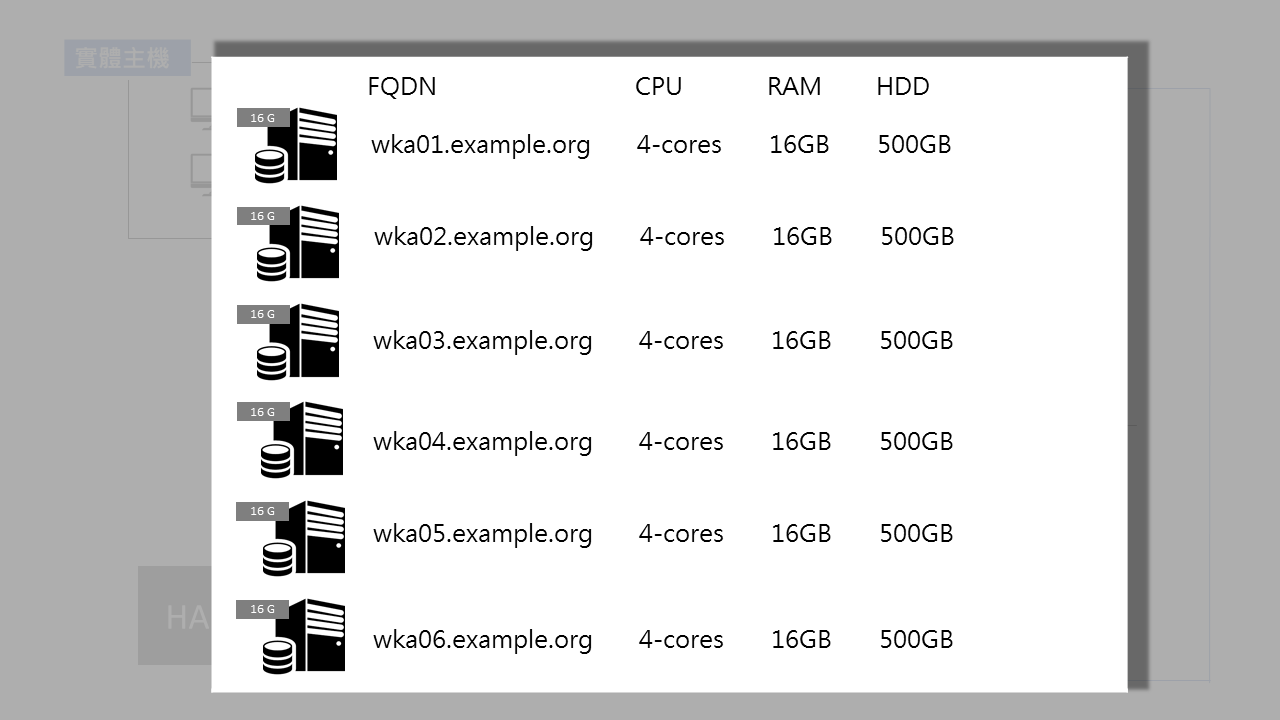 實體主機
FQDN CPU RAM HDD
16 G
wka01.example.org 4-cores 16GB 500GB
16 G
wka02.example.org 4-cores 16GB 500GB
16 G
wka03.example.org 4-cores 16GB 500GB
16 G
wka04.example.org 4-cores 16GB 500GB
16 G
wka05.example.org 4-cores 16GB 500GB
16 G
HA
wka06.example.org 4-cores 16GB 500GB